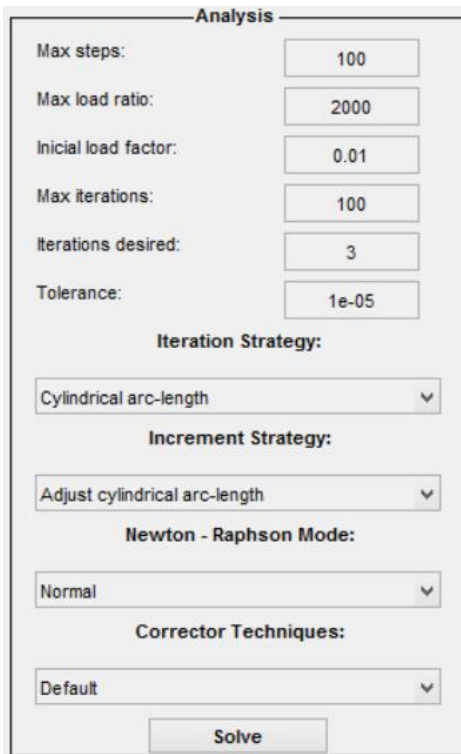 Analysis
Max steps: 100
Max load ratio: 2000
Inicial load factor: 0.01
Max iterations: 100
Iterations desired: 3
Tolerance: 1e-05
Iteration Strategy:
Cylindrical arc-length
Increment Strategy:
Adjust cylindrical arc-length
Newton - Raphson Mode:
Normal
Corrector Techniques:
Default
Solve